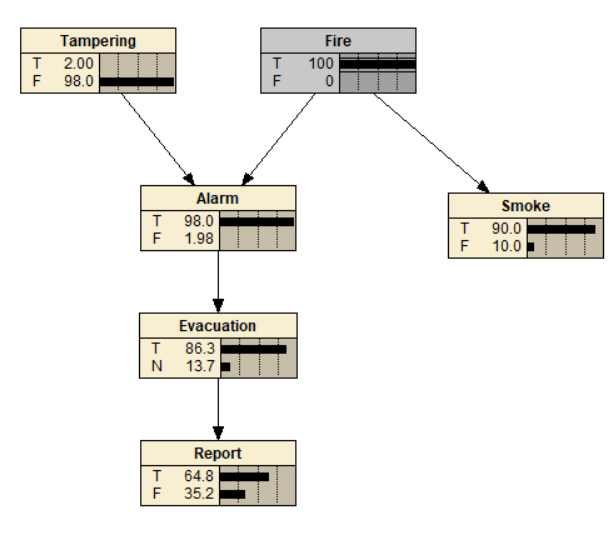 Tampering
T 2.00
F 98.0
Fire
T 100
F 0
Alarm
T 98.0
F 1.98
Smoke
T 90.0
F 10.0
Evacuation
T 86.3
N 13.7
Report
T 64.8
F 35.2